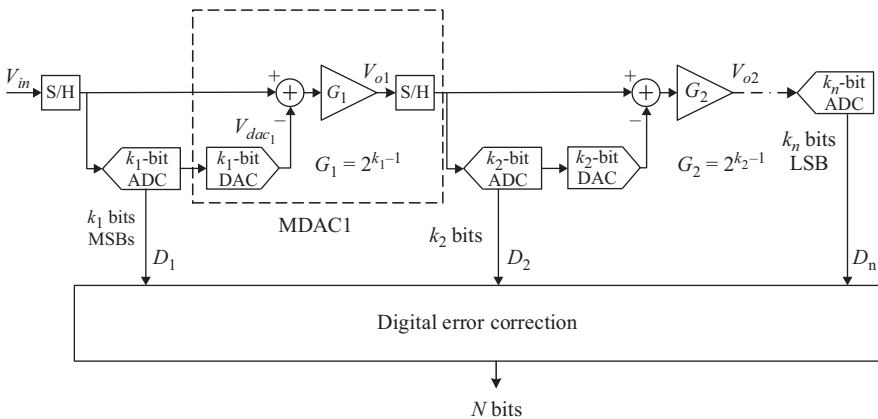 V_in
S/H
+
−
G_1
V_o1
S/H
V_dac_1
k_1-bit
ADC
k_1-bit
DAC
G_1 = 2^{k_1−1}
MDAC1
k_1 bits
MSBs
D_1
+
−
G_2
V_o2
k_2-bit
ADC
k_2-bit
DAC
G_2 = 2^{k_2−1}
k_2 bits
D_2
k_n-bit
ADC
k_n bits
LSB
D_n
Digital error correction
N bits